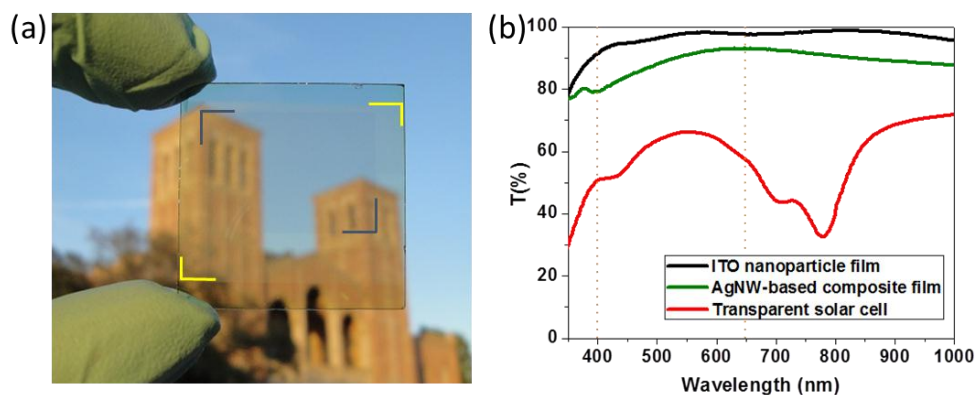 (a)
(b)
T(%)
100
80
60
40
20
0
ITO nanoparticle film
AgNW-based composite film
Transparent solar cell
400 500 600 700 800 900 1000
Wavelength (nm)